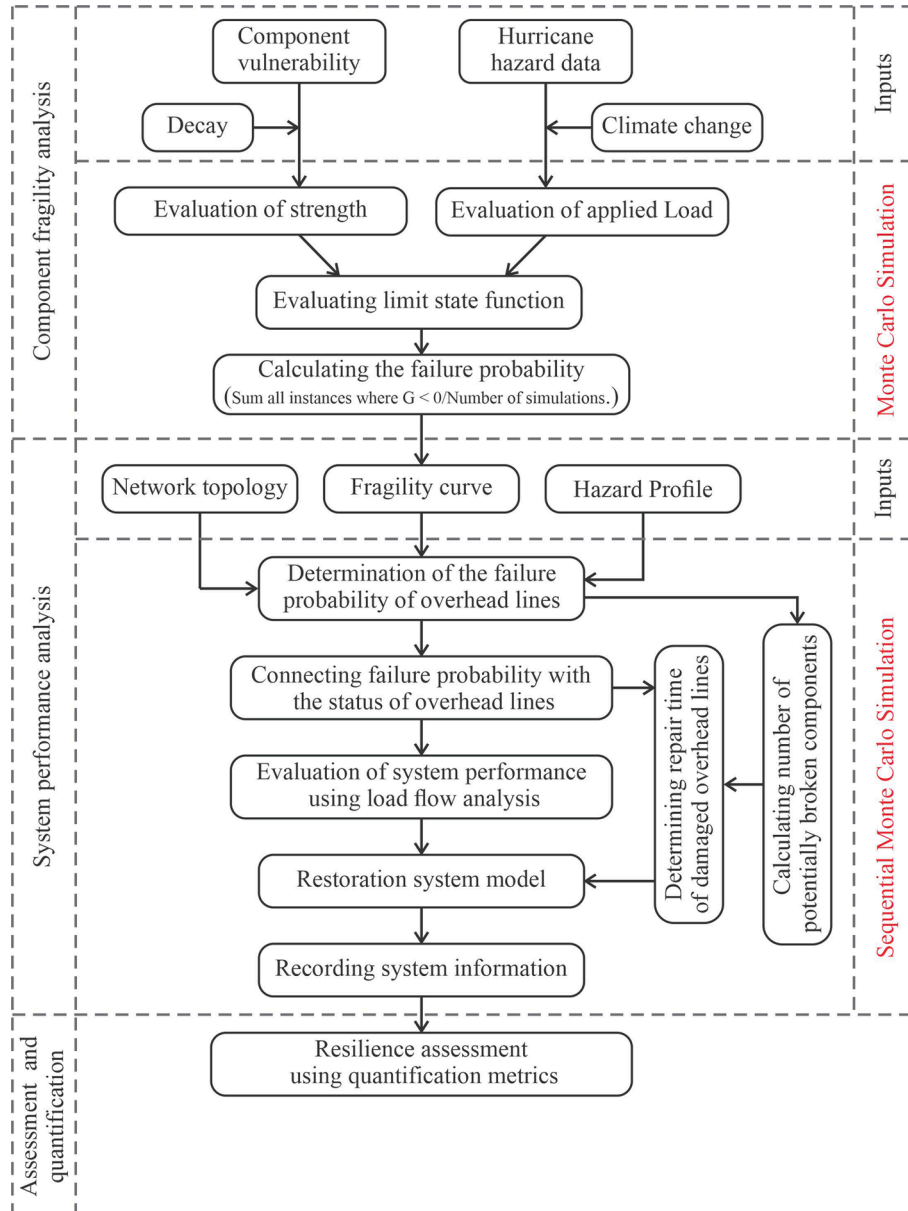 Component fragility analysis
Component
vulnerability
Hurricane
hazard data
Inputs
Decay
Climate change
Evaluation of strength
Evaluation of applied Load
Monte Carlo Simulation
Evaluating limit state function
Calculating the failure probability
(Sum all instances where G < 0/Number of simulations.)
System performance analysis
Network topology
Fragility curve
Hazard Profile
Inputs
Determination of the failure
probability of overhead lines
Connecting failure probability with
the status of overhead lines
Determining repair time
of damaged overhead lines
Calculating number of
potentially broken components
Sequential Monte Carlo Simulation
Evaluation of system performance
using load flow analysis
Restoration system model
Recording system information
Assessment and
quantification
Resilience assessment
using quantification metrics